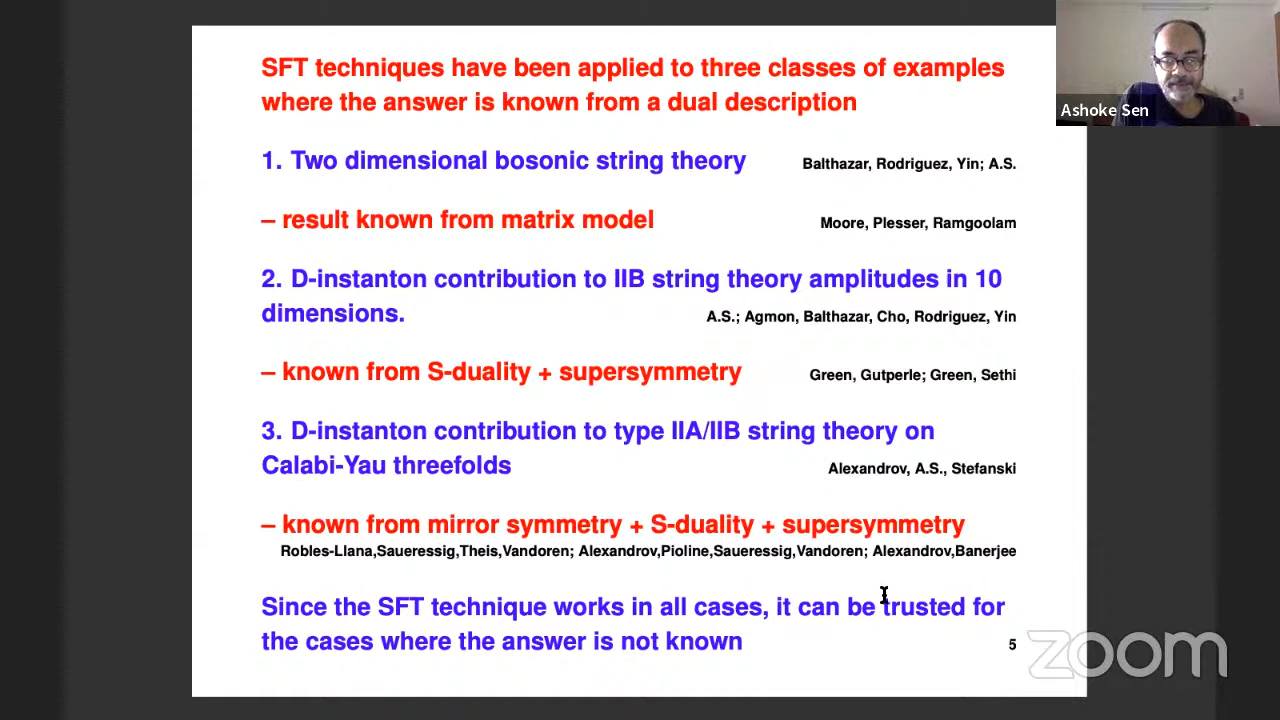 SFT techniques have been applied to three classes of examples
where the answer is known from a dual description
Ashoke Sen
1. Two dimensional bosonic string theory Balthazar, Rodriguez, Yin; A.S.
– result known from matrix model Moore, Plesser, Ramgoolam
2. D-instanton contribution to IIB string theory amplitudes in 10
dimensions. A.S.; Agmon, Balthazar, Cho, Rodriguez, Yin
– known from S-duality + supersymmetry Green, Gutperle; Green, Sethi
3. D-instanton contribution to type IIA/IIB string theory on
Calabi-Yau threefolds Alexandrov, A.S., Stefanski
– known from mirror symmetry + S-duality + supersymmetry
Robles-Llana,Saueressig,Theis,Vandoren; Alexandrov,Pioline,Saueressig,Vandoren; Alexandrov,Banerjee
Since the SFT technique works in all cases, it can be trusted for
the cases where the answer is not known 5
zoom